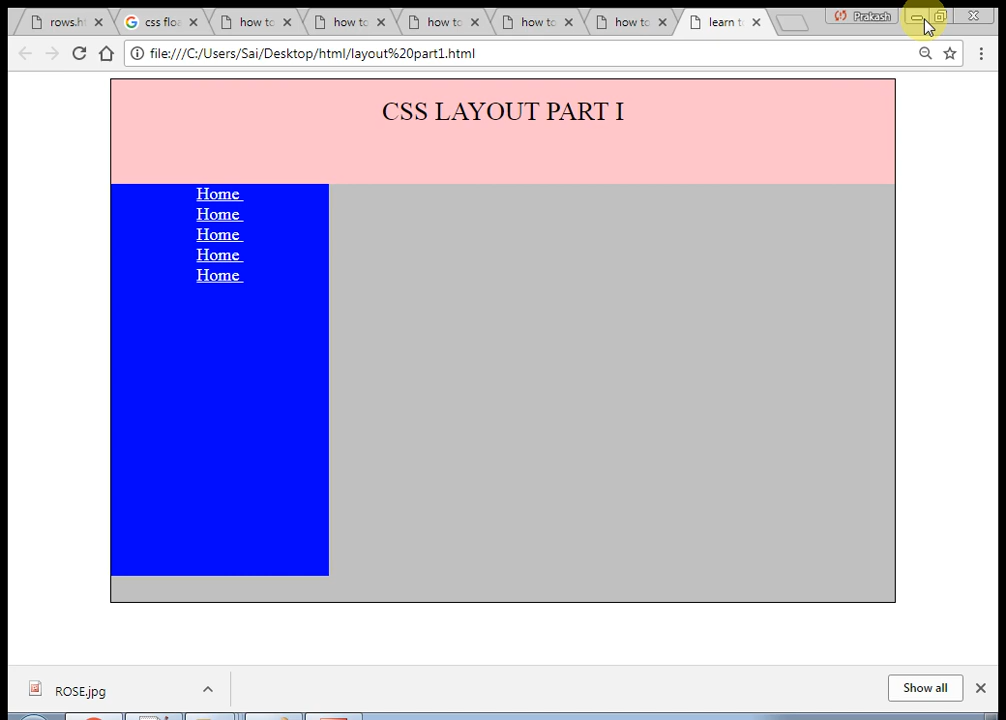 rows.ht
css floa
how to
how to
how to
how to
how to
learn t
Prakash
file:///C:/Users/Sai/Desktop/html/layout%20part1.html
CSS LAYOUT PART I
Home
Home
Home
Home
Home
ROSE.jpg
Show all